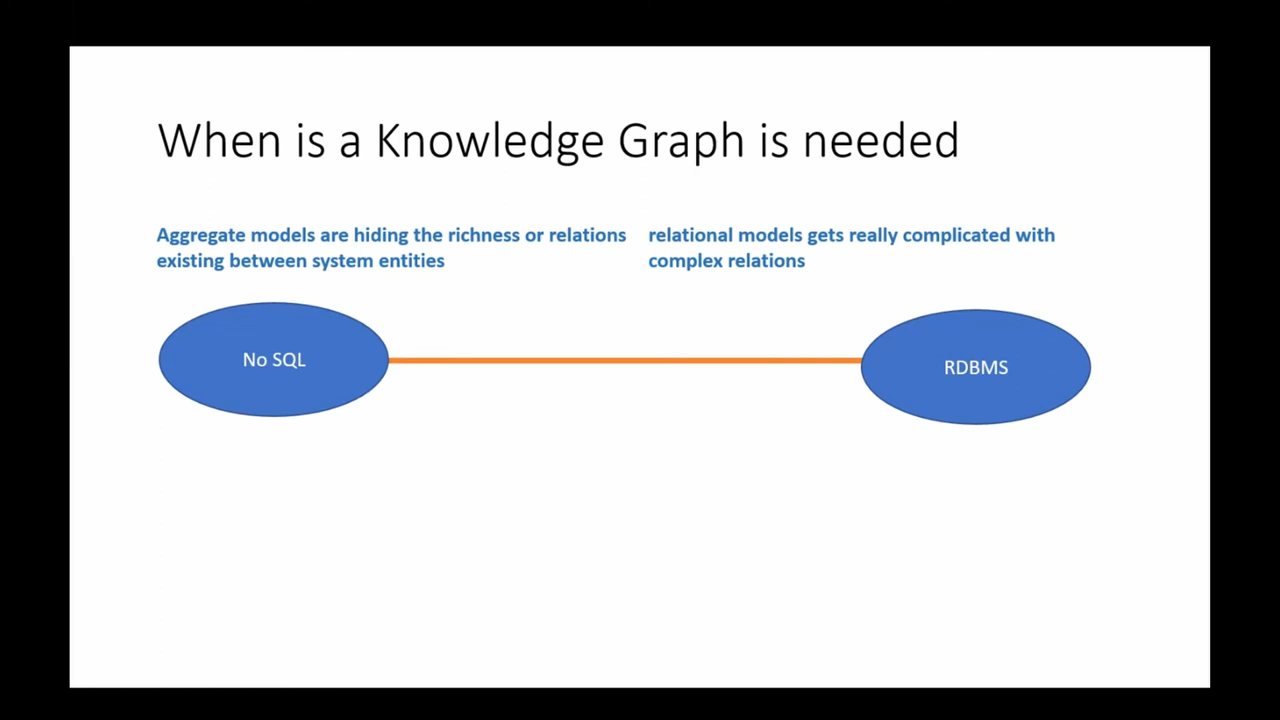 When is a Knowledge Graph is needed
Aggregate models are hiding the richness or relations
existing between system entities
relational models gets really complicated with
complex relations
No SQL
RDBMS